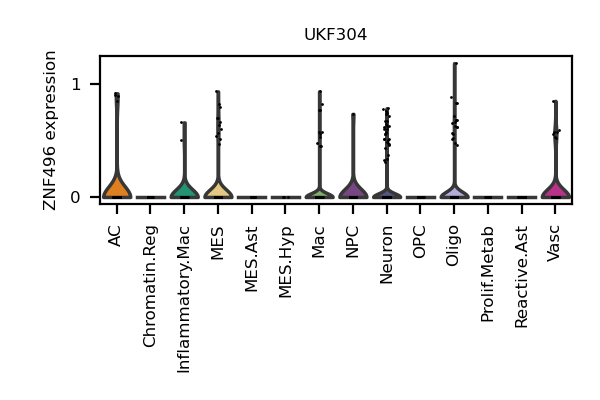 UKF304
ZNF496 expression
1
0
AC
Chromatin.Reg
Inflammatory.Mac
MES
MES.Ast
MES.Hyp
Mac
NPC
Neuron
OPC
Oligo
Prolif.Metab
Reactive.Ast
Vasc